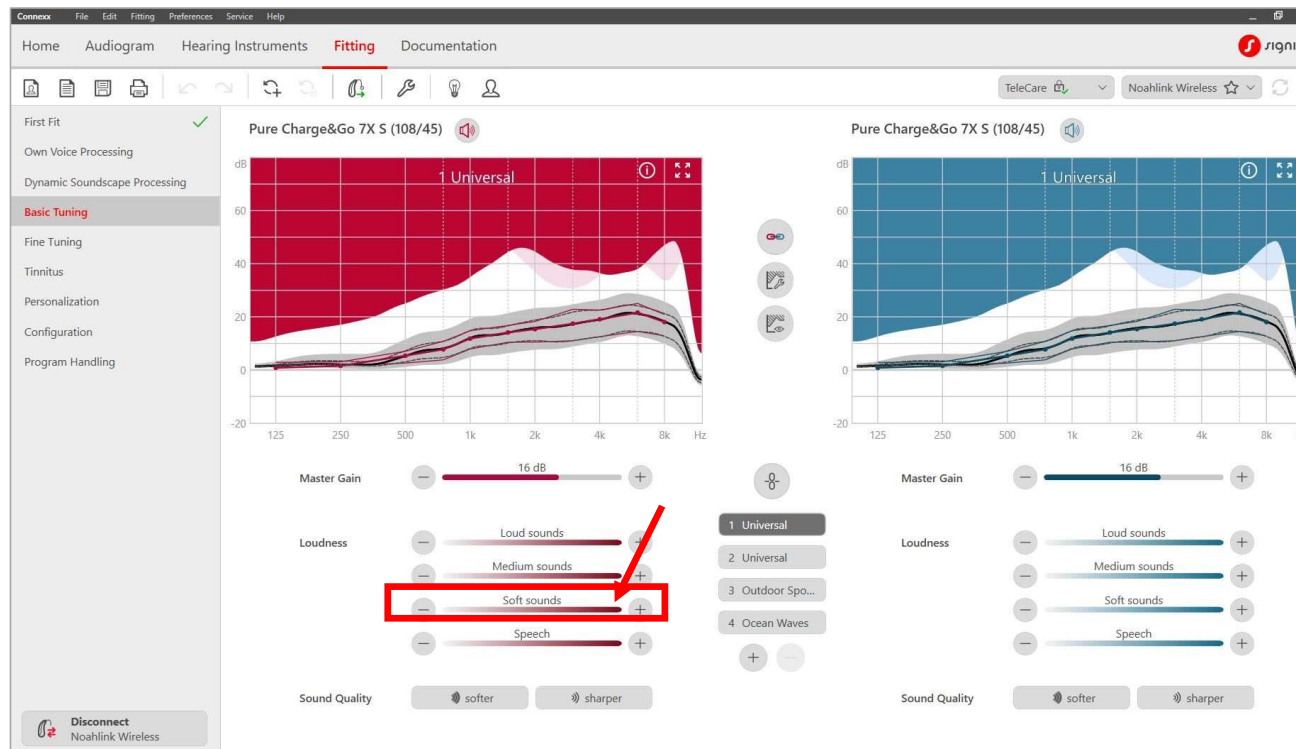 Connexx File Edit Fitting Preferences Service Help
Home Audiogram Hearing Instruments Fitting Documentation
TeleCare Noahlink Wireless
First Fit
Own Voice Processing
Dynamic Soundscape Processing
Basic Tuning
Fine Tuning
Tinnitus
Personalization
Configuration
Program Handling
Disconnect
Noahlink Wireless
Pure Charge&Go 7X S (108/45)
dB
1 Universal
60
40
20
0
-20
125 250 500 1k 2k 4k 8k Hz
Master Gain
16 dB
Loudness
Loud sounds
Medium sounds
Soft sounds
Speech
Sound Quality
softer sharper
1 Universal
2 Universal
3 Outdoor Spo...
4 Ocean Waves
Pure Charge&Go 7X S (108/45)
dB
1 Universal
60
40
20
0
-20
125 250 500 1k 2k 4k 8k
Master Gain
16 dB
Loudness
Loud sounds
Medium sounds
Soft sounds
Speech
Sound Quality
softer sharper